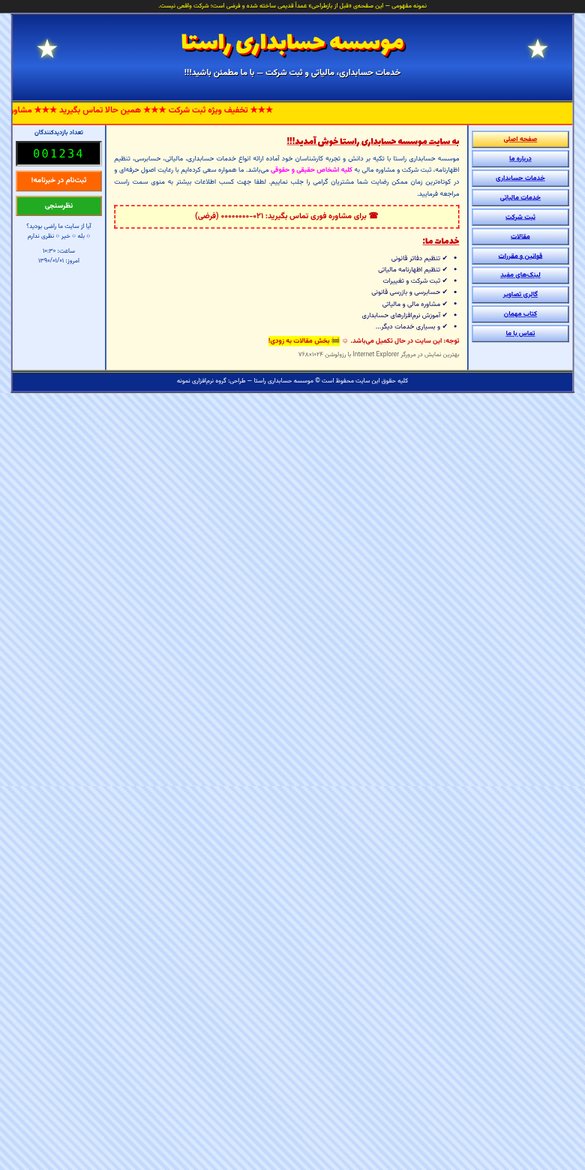 نمونه مفهومی — این صفحه‌ی «قبل از بازطراحی» عمداً قدیمی ساخته شده و فرضی است؛ شرکت واقعی نیست.
★ موسسه حسابداری راستا ★
خدمات حسابداری، مالیاتی و ثبت شرکت — با ما مطمئن باشید!!!
★★★ تخفیف ویژه ثبت شرکت ★★★ همین حالا تماس بگیرید ★★★
صفحه اصلی
درباره ما
خدمات حسابداری
خدمات مالیاتی
ثبت شرکت
مقالات
قوانین و مقررات
لینک‌های مفید
گالری تصاویر
کتاب مهمان
تماس با ما
به سایت موسسه حسابداری راستا خوش آمدید!!!
موسسه حسابداری راستا با تکیه بر دانش و تجربه کارشناسان خود آماده ارائه انواع خدمات حسابداری، مالیاتی، حسابرسی، تنظیم
اظهارنامه، ثبت شرکت و مشاوره مالی به کلیه اشخاص حقیقی و حقوقی می‌باشد. ما همواره سعی کرده‌ایم با رعایت اصول حرفه‌ای و
در کوتاه‌ترین زمان ممکن رضایت شما مشتریان گرامی را جلب نماییم. لطفا جهت کسب اطلاعات بیشتر به منوی سمت راست
مراجعه فرمایید.
☎ برای مشاوره فوری تماس بگیرید: ۰۲۱-۰۰۰۰۰۰۰۰ (فرضی)
خدمات ما:
✔ تنظیم دفاتر قانونی
✔ تنظیم اظهارنامه مالیاتی
✔ ثبت شرکت و تغییرات
✔ حسابرسی و بازرسی قانونی
✔ مشاوره مالی و مالیاتی
✔ آموزش نرم‌افزارهای حسابداری
✔ و بسیاری خدمات دیگر...
توجه: این سایت در حال تکمیل می‌باشد. ☺ بخش مقالات به زودی!
بهترین نمایش در مرورگر Internet Explorer با رزولوشن ۱۰۲۴×۷۶۸
تعداد بازدیدکنندگان
001234
ثبت‌نام در خبرنامه!
نظرسنجی
آیا از سایت ما راضی بودید؟
○ بله ○ خیر ○ نظری ندارم
ساعت: ۱۰:۳۰
امروز: ۱۳۹۰/۰۱/۰۱
کلیه حقوق این سایت محفوظ است © موسسه حسابداری راستا — طراحی: گروه نرم‌افزاری نمونه